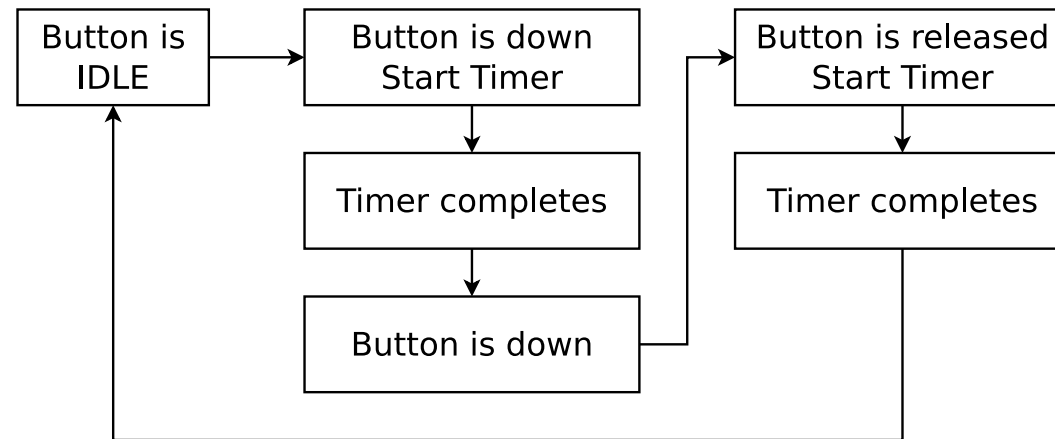 Button is
IDLE
Button is down
Start Timer
Timer completes
Button is down
Button is released
Start Timer
Timer completes